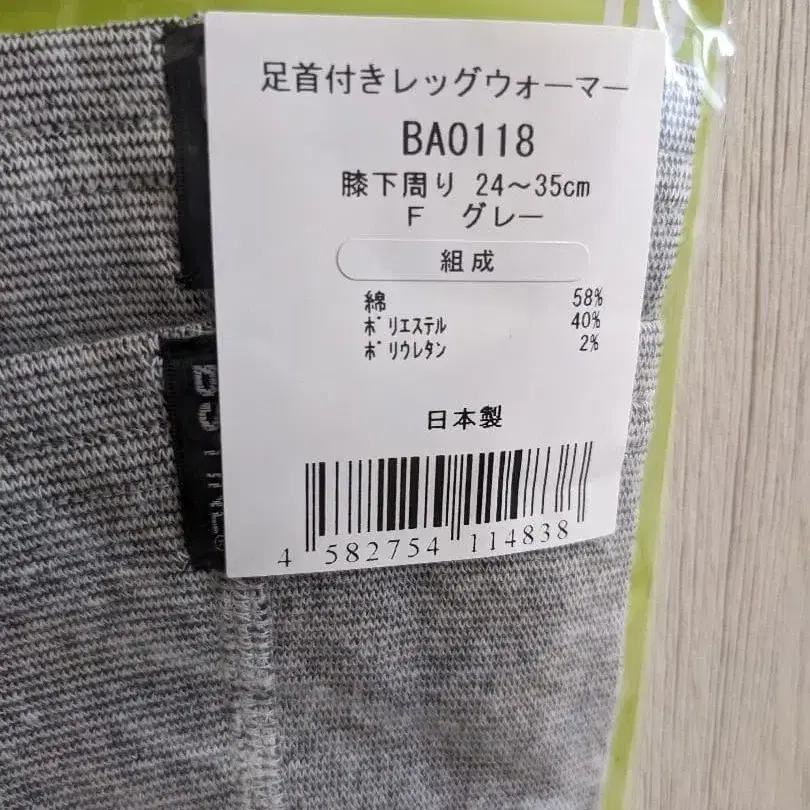 足首付きレッグウォーマー
BA0118
膝下周り 24～35cm
F グレー
組成
綿 58%
ﾎﾟﾘｴｽﾃﾙ 40%
ﾎﾟﾘｳﾚﾀﾝ 2%
日本製
4 582754 114838